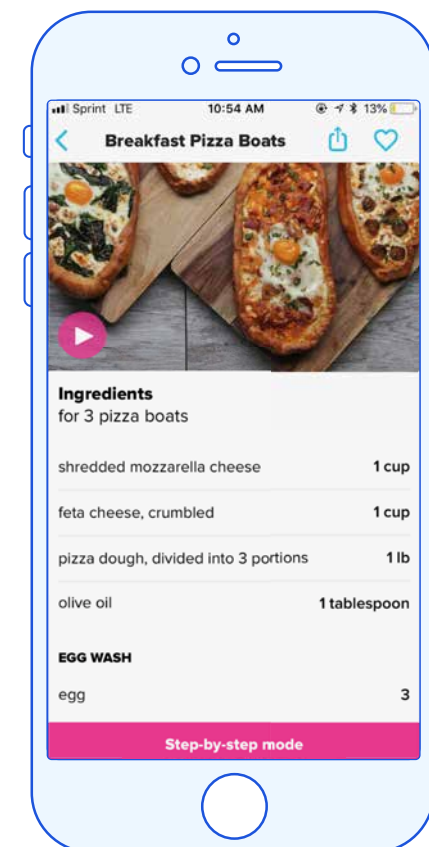 Sprint LTE 10:54 AM 13%
Breakfast Pizza Boats
Ingredients
for 3 pizza boats
shredded mozzarella cheese 1 cup
feta cheese, crumbled 1 cup
pizza dough, divided into 3 portions 1 lb
olive oil 1 tablespoon
EGG WASH
egg 3
Step-by-step mode